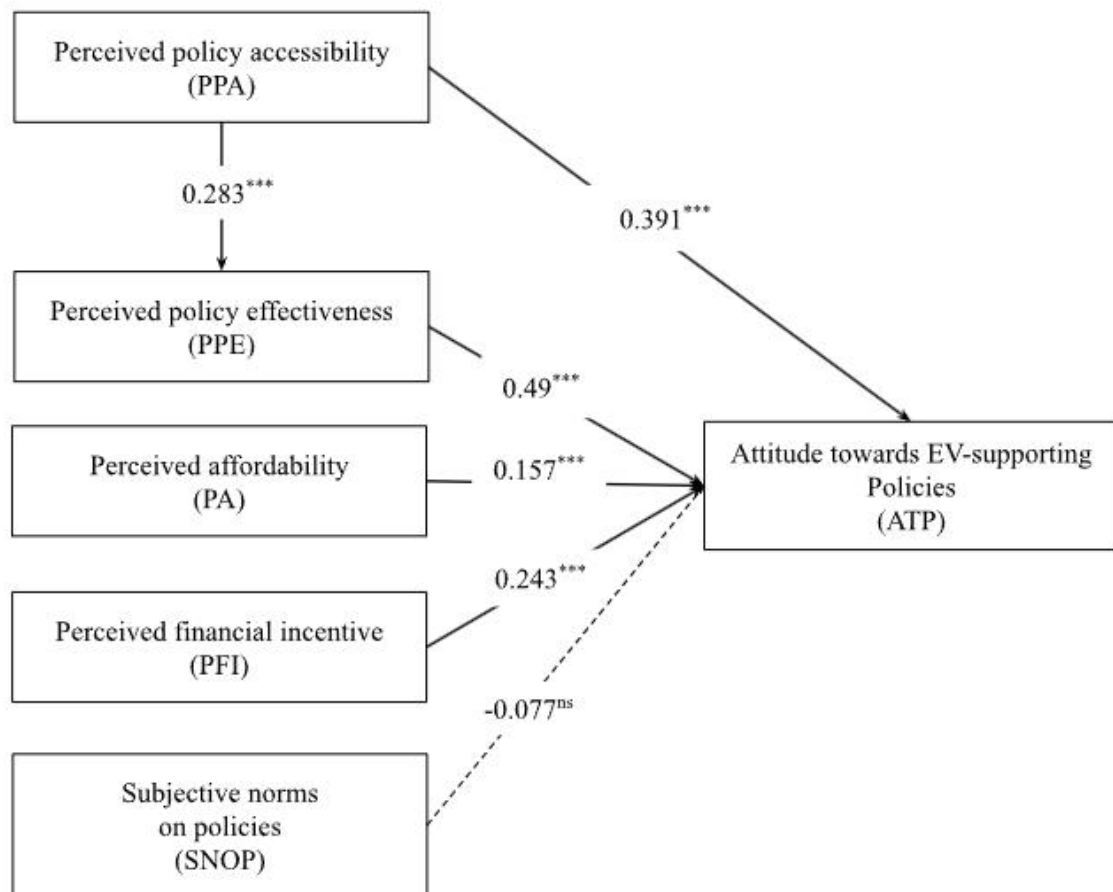 Perceived policy accessibility
(PPA)
0.283***
0.391***
Perceived policy effectiveness
(PPE)
0.49***
Perceived affordability
(PA)
0.157***
Attitude towards EV-supporting
Policies
(ATP)
Perceived financial incentive
(PFI)
0.243***
-0.077ns
Subjective norms
on policies
(SNOP)